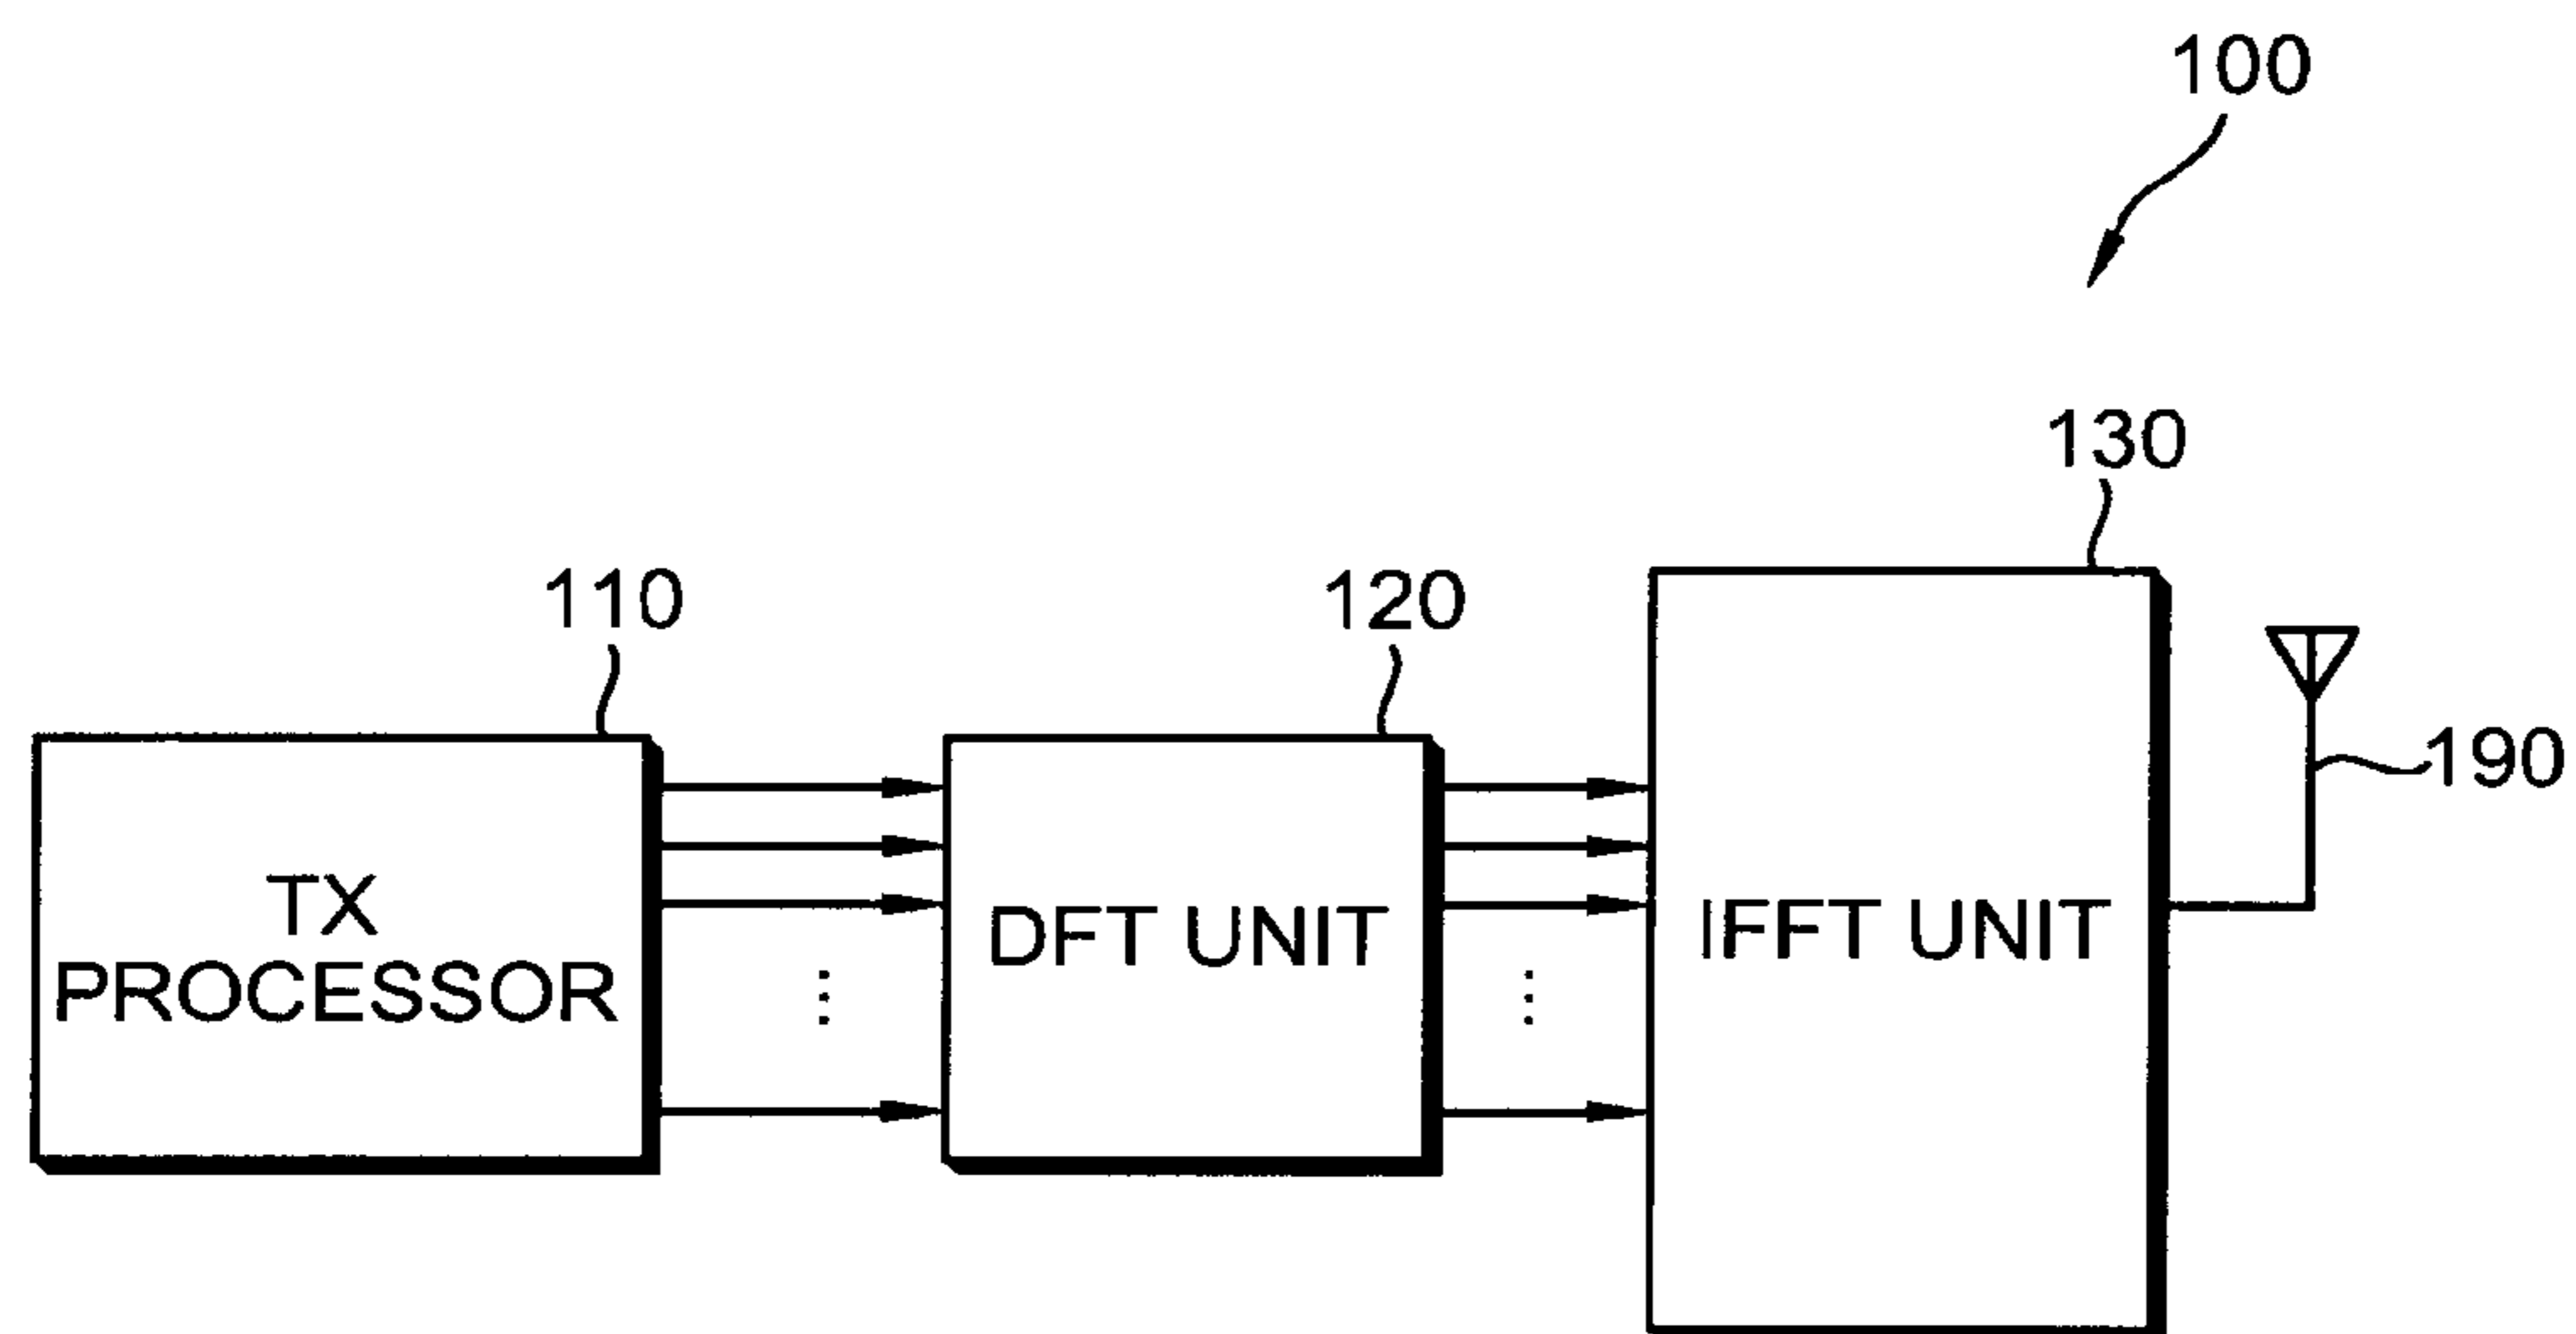 100
130
110
120
190
TX
PROCESSOR
DFT UNIT
IFFT UNIT